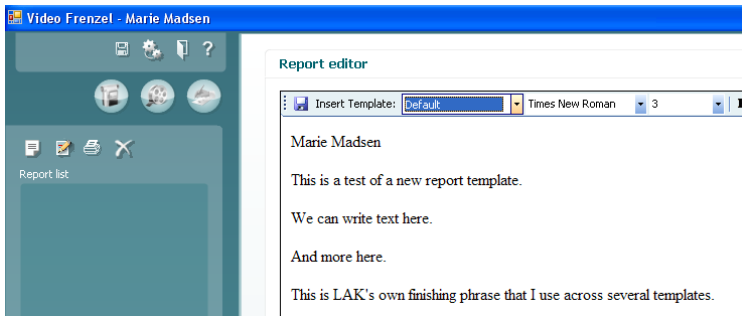 Video Frenzel - Marie Madsen
?
Report editor
Insert Template: Default Times New Roman 3
Marie Madsen
Report list
This is a test of a new report template.
We can write text here.
And more here.
This is LAK's own finishing phrase that I use across several templates.